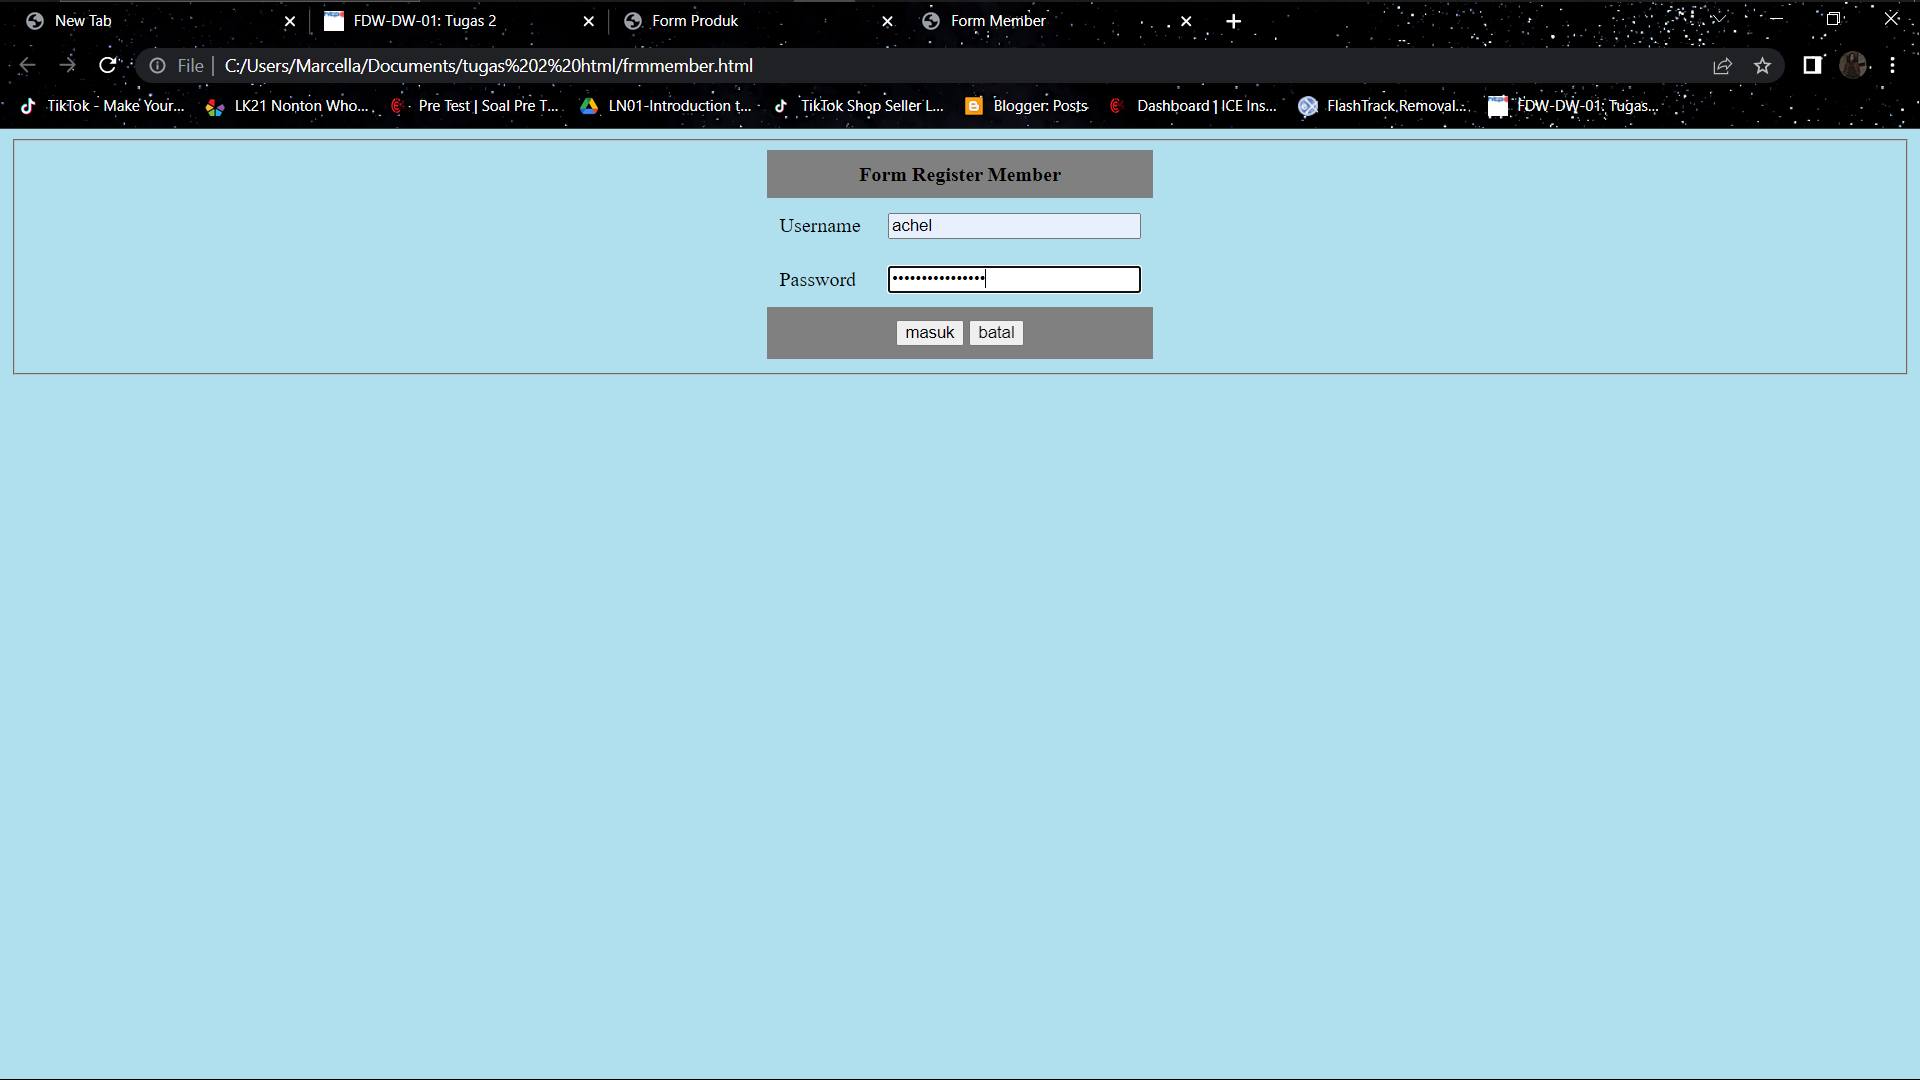 New Tab
FDW-DW-01: Tugas 2
Form Produk
Form Member
File
C:/Users/Marcella/Documents/tugas%202%20html/frmmember.html
TikTok - Make Your...
LK21 Nonton Who...
Pre Test | Soal Pre T...
LN01-Introduction t...
TikTok Shop Seller L...
Blogger: Posts
Dashboard | ICE Ins...
FlashTrack Removal...
FDW-DW-01: Tugas...
Form Register Member
Username
achel
Password
••••••••••••••••
masuk
batal